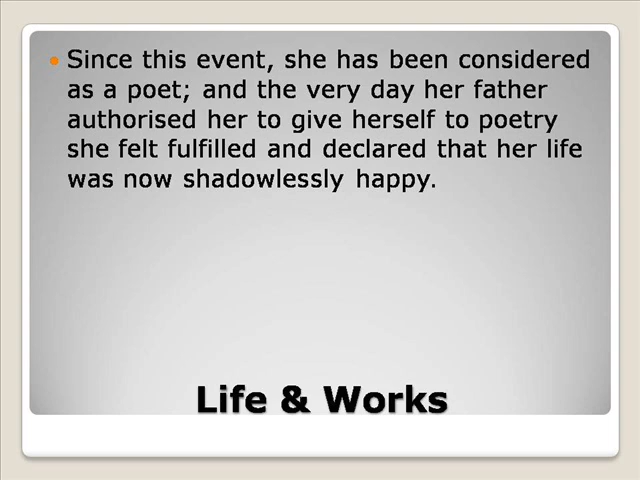 Since this event, she has been considered
as a poet; and the very day her father
authorised her to give herself to poetry
she felt fulfilled and declared that her life
was now shadowlessly happy.
Life & Works